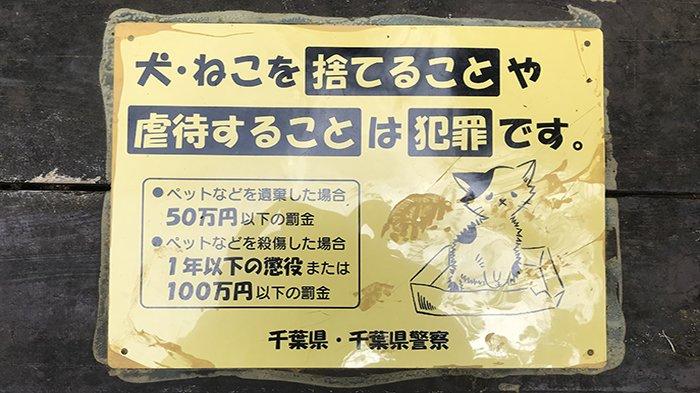 犬・ねこを捨てることや
虐待することは犯罪です。
●ペットなどを遺棄した場合
50万円以下の罰金
●ペットなどを殺傷した場合
1年以下の懲役または
100万円以下の罰金
千葉県・千葉県警察